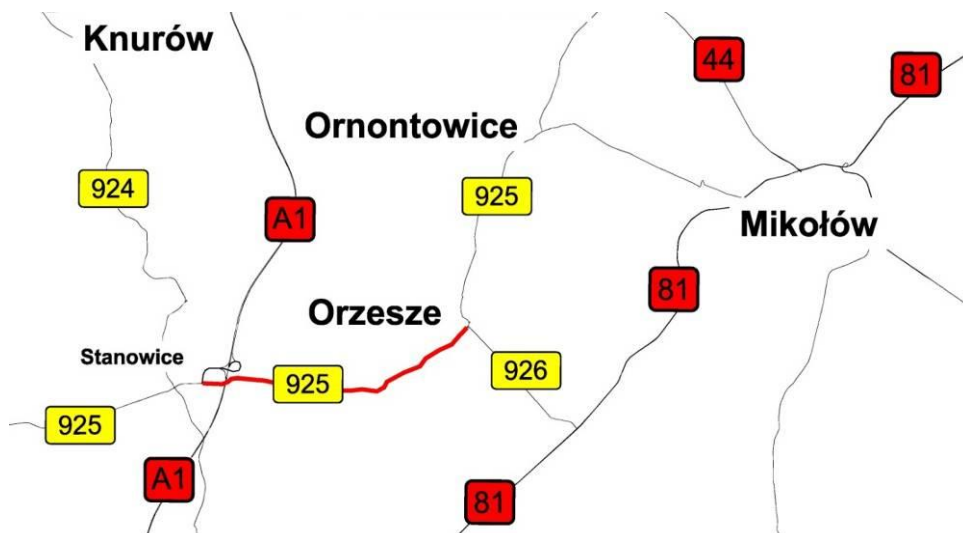 Knurów
44
81
Ornontowice
924
925
A1
Mikołów
81
Orzesze
Stanowice
925
926
925
A1
81